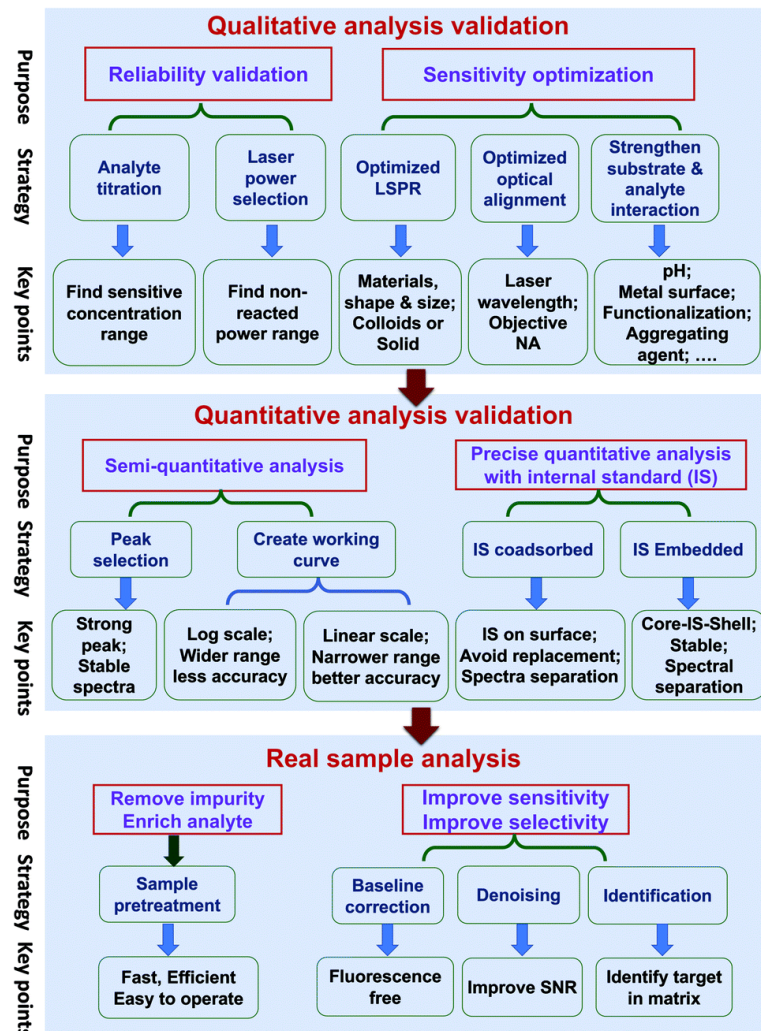 Qualitative analysis validation
Purpose
Reliability validation
Sensitivity optimization
Strategy
Analyte
titration
Laser
power
selection
Optimized
LSPR
Optimized
optical
alignment
Strengthen
substrate &
analyte
interaction
Key points
Find sensitive
concentration
range
Find non-
reacted
power range
Materials,
shape & size;
Colloids or
Solid
Laser
wavelength;
Objective
NA
pH;
Metal surface;
Functionalization;
Aggregating
agent; ....
Quantitative analysis validation
Purpose
Semi-quantitative analysis
Precise quantitative analysis
with internal standard (IS)
Strategy
Peak
selection
Create working
curve
IS coadsorbed
IS Embedded
Key points
Strong
peak;
Stable
spectra
Log scale;
Wider range
less accuracy
Linear scale;
Narrower range
better accuracy
IS on surface;
Avoid replacement;
Spectra separation
Core-IS-Shell;
Stable;
Spectral
separation
Real sample analysis
Purpose
Remove impurity
Enrich analyte
Improve sensitivity
Improve selectivity
Strategy
Sample
pretreatment
Baseline
correction
Denoising
Identification
Key points
Fast, Efficient
Easy to operate
Fluorescence
free
Improve SNR
Identify target
in matrix